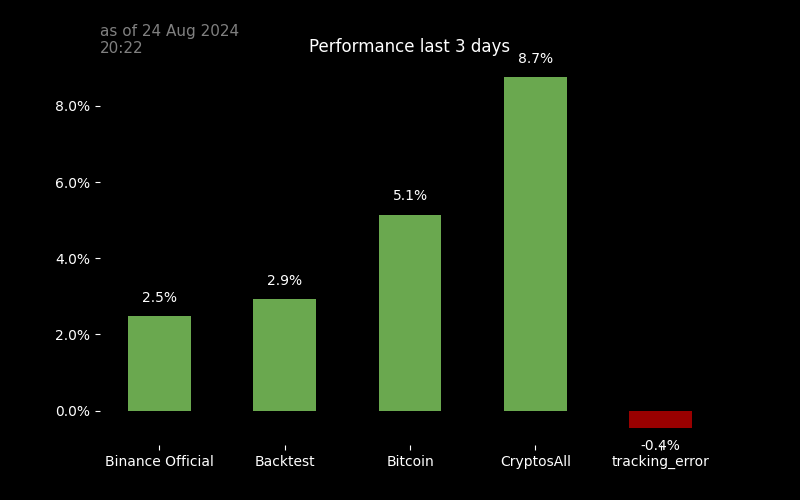 as of 24 Aug 2024
20:22
Performance last 3 days
8.7%
8.0%
6.0%
5.1%
4.0%
2.9%
2.5%
2.0%
0.0%
-0.4%
Binance Official
Backtest
Bitcoin
CryptosAll
tracking_error